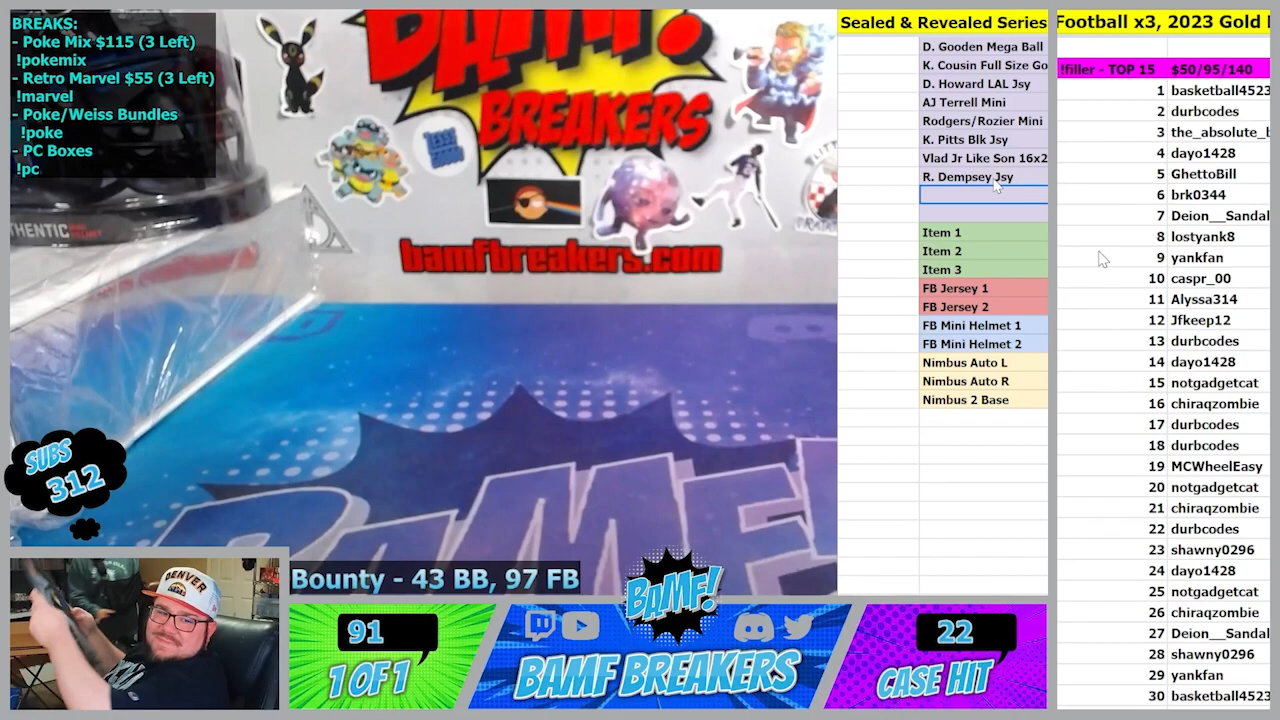 BREAKS:
- Poke Mix $115 (3 Left)
!pokemix
- Retro Marvel $55 (3 Left)
!marvel
- Poke/Weiss Bundles
!poke
- PC Boxes
!pc
BREAKERS
bamfbreakers.com
SUBS
312
Bounty - 43 BB, 97 FB
BAMF!
91
1 OF 1
BAMF BREAKERS
22
CASE HIT
DENVER
Sealed & Revealed Series
D. Gooden Mega Ball
K. Cousin Full Size Go
D. Howard LAL Jsy
AJ Terrell Mini
Rodgers/Rozier Mini
K. Pitts Blk Jsy
Vlad Jr Like Son 16x2
R. Dempsey Jsy
Item 1
Item 2
Item 3
FB Jersey 1
FB Jersey 2
FB Mini Helmet 1
FB Mini Helmet 2
Nimbus Auto L
Nimbus Auto R
Nimbus 2 Base
Football x3, 2023 Gold
!filler - TOP 15 $50/95/140
1 basketball4523
2 durbcodes
3 the_absolute_b
4 dayo1428
5 GhettoBill
6 brk0344
7 Deion__Sandal
8 lostyank8
9 yankfan
10 caspr_00
11 Alyssa314
12 Jfkeep12
13 durbcodes
14 dayo1428
15 notgadgetcat
16 chiraqzombie
17 durbcodes
18 durbcodes
19 MCWheelEasy
20 notgadgetcat
21 chiraqzombie
22 durbcodes
23 shawny0296
24 dayo1428
25 notgadgetcat
26 chiraqzombie
27 Deion__Sandal
28 shawny0296
29 yankfan
30 basketball4523